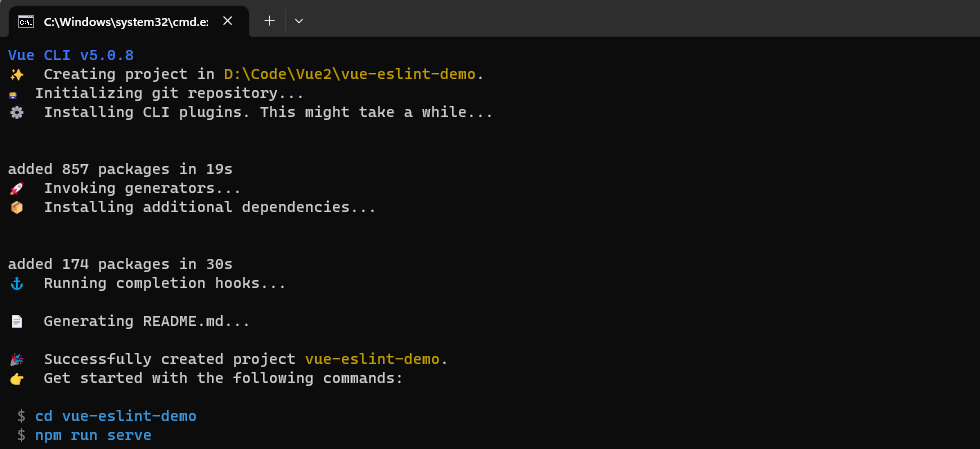 C:\Windows\system32\cmd.e
Vue CLI v5.0.8
✨ Creating project in D:\Code\Vue2\vue-eslint-demo.
Initializing git repository...
⚙️ Installing CLI plugins. This might take a while...
added 857 packages in 19s
🚀 Invoking generators...
📦 Installing additional dependencies...
added 174 packages in 30s
⚓ Running completion hooks...
📄 Generating README.md...
🎉 Successfully created project vue-eslint-demo.
👉 Get started with the following commands:
$ cd vue-eslint-demo
$ npm run serve